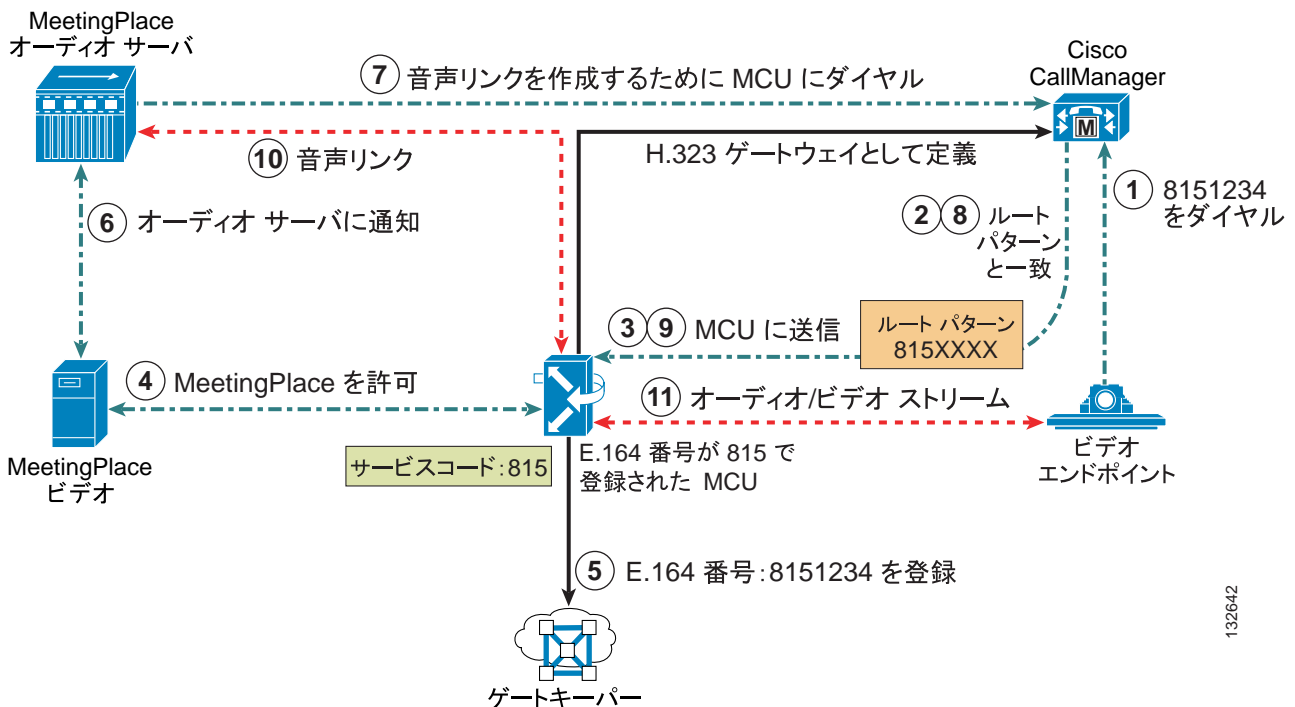 MeetingPlace
オーディオ サーバ
7 音声リンクを作成するために MCU にダイヤル
Cisco
CallManager
M
10 音声リンク
H.323 ゲートウェイとして定義
1 8151234
をダイヤル
6 オーディオ サーバに通知
2 8 ルート
パターン
と一致
3 9 MCU に送信
ルート パターン
815XXXX
4 MeetingPlace を許可
11 オーディオ/ビデオ ストリーム
MeetingPlace
ビデオ
サービスコード:815
E.164 番号が 815 で
登録された MCU
ビデオ
エンドポイント
5 E.164 番号:8151234 を登録
ゲートキーパー
132642